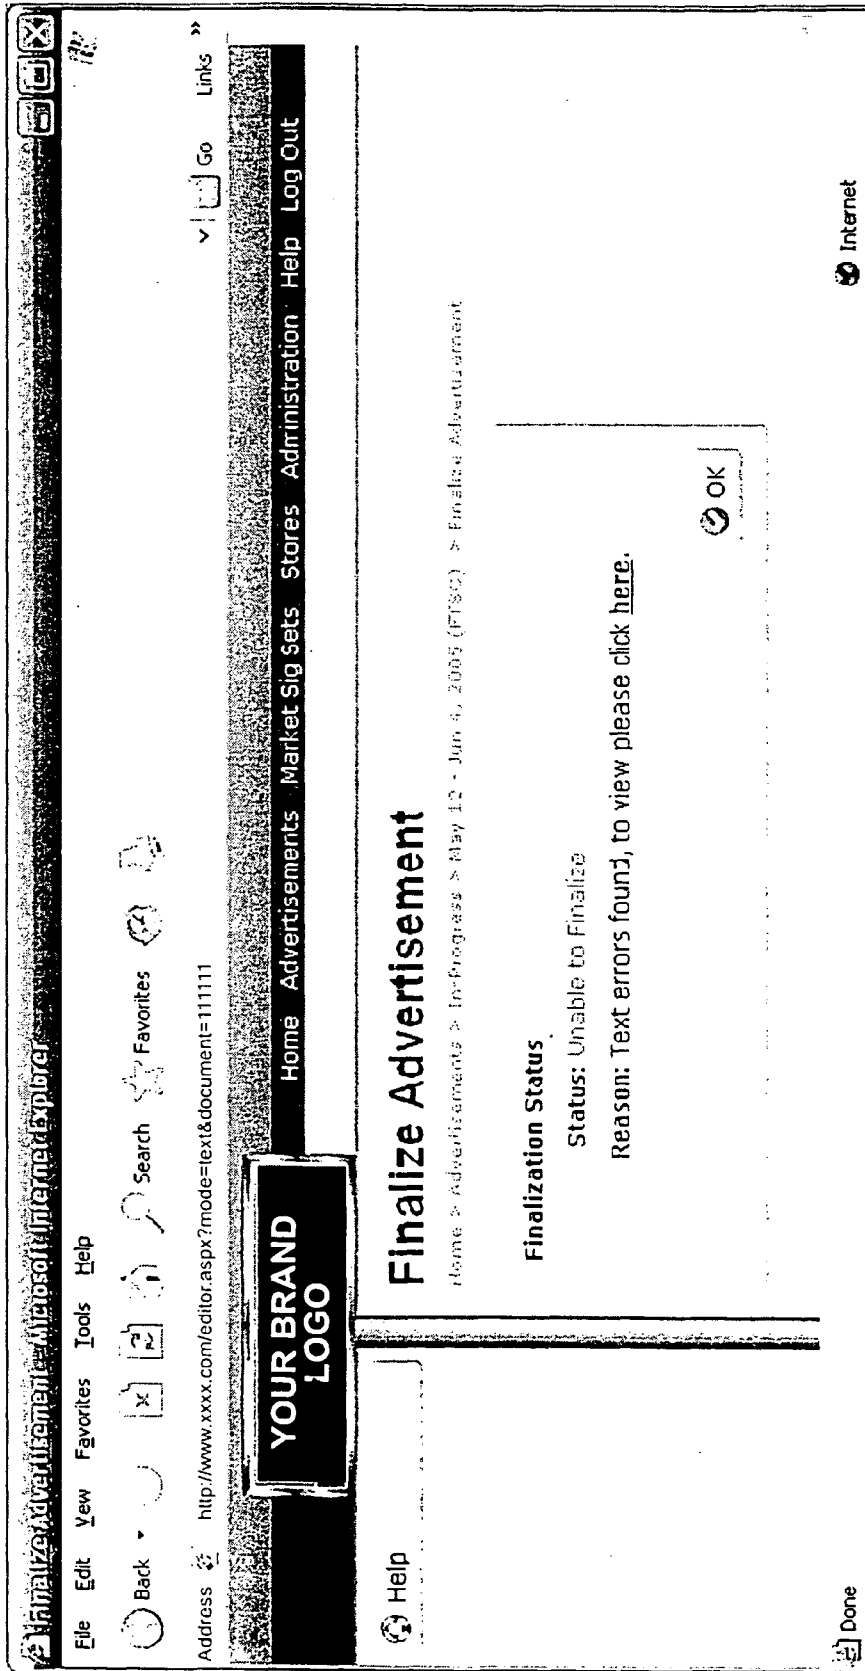 Finalize Advertisement - Microsoft Internet Explorer
File Edit View Favorites Tools Help
Back Search Favorites
Address http://www.xxxx.com/editor.aspx?mode=text&document=111111 Go Links »
YOUR BRAND
LOGO
Home Advertisements Market Sig Sets Stores Administration Help Log Out
Help
Finalize Advertisement
Home > Advertisements > In-Progress > May 12 - Jun 4, 2005 > Finalize Advertisement
Finalization Status
Status: Unable to Finalize
Reason: Text errors found, to view please click here.
OK
Done Internet